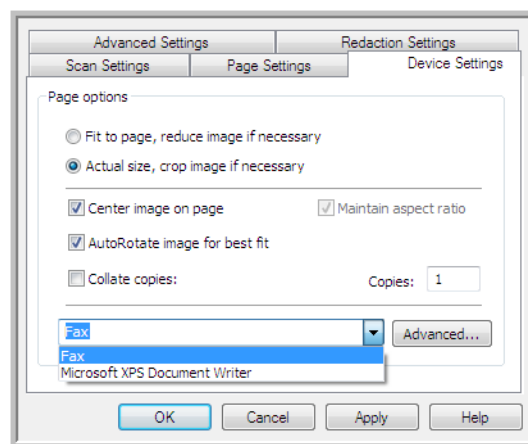 Advanced Settings Redaction Settings
Scan Settings Page Settings Device Settings
Page options
Fit to page, reduce image if necessary
Actual size, crop image if necessary
Center image on page Maintain aspect ratio
AutoRotate image for best fit
Collate copies: Copies: 1
Fax Advanced...
Fax
Microsoft XPS Document Writer
OK Cancel Apply Help